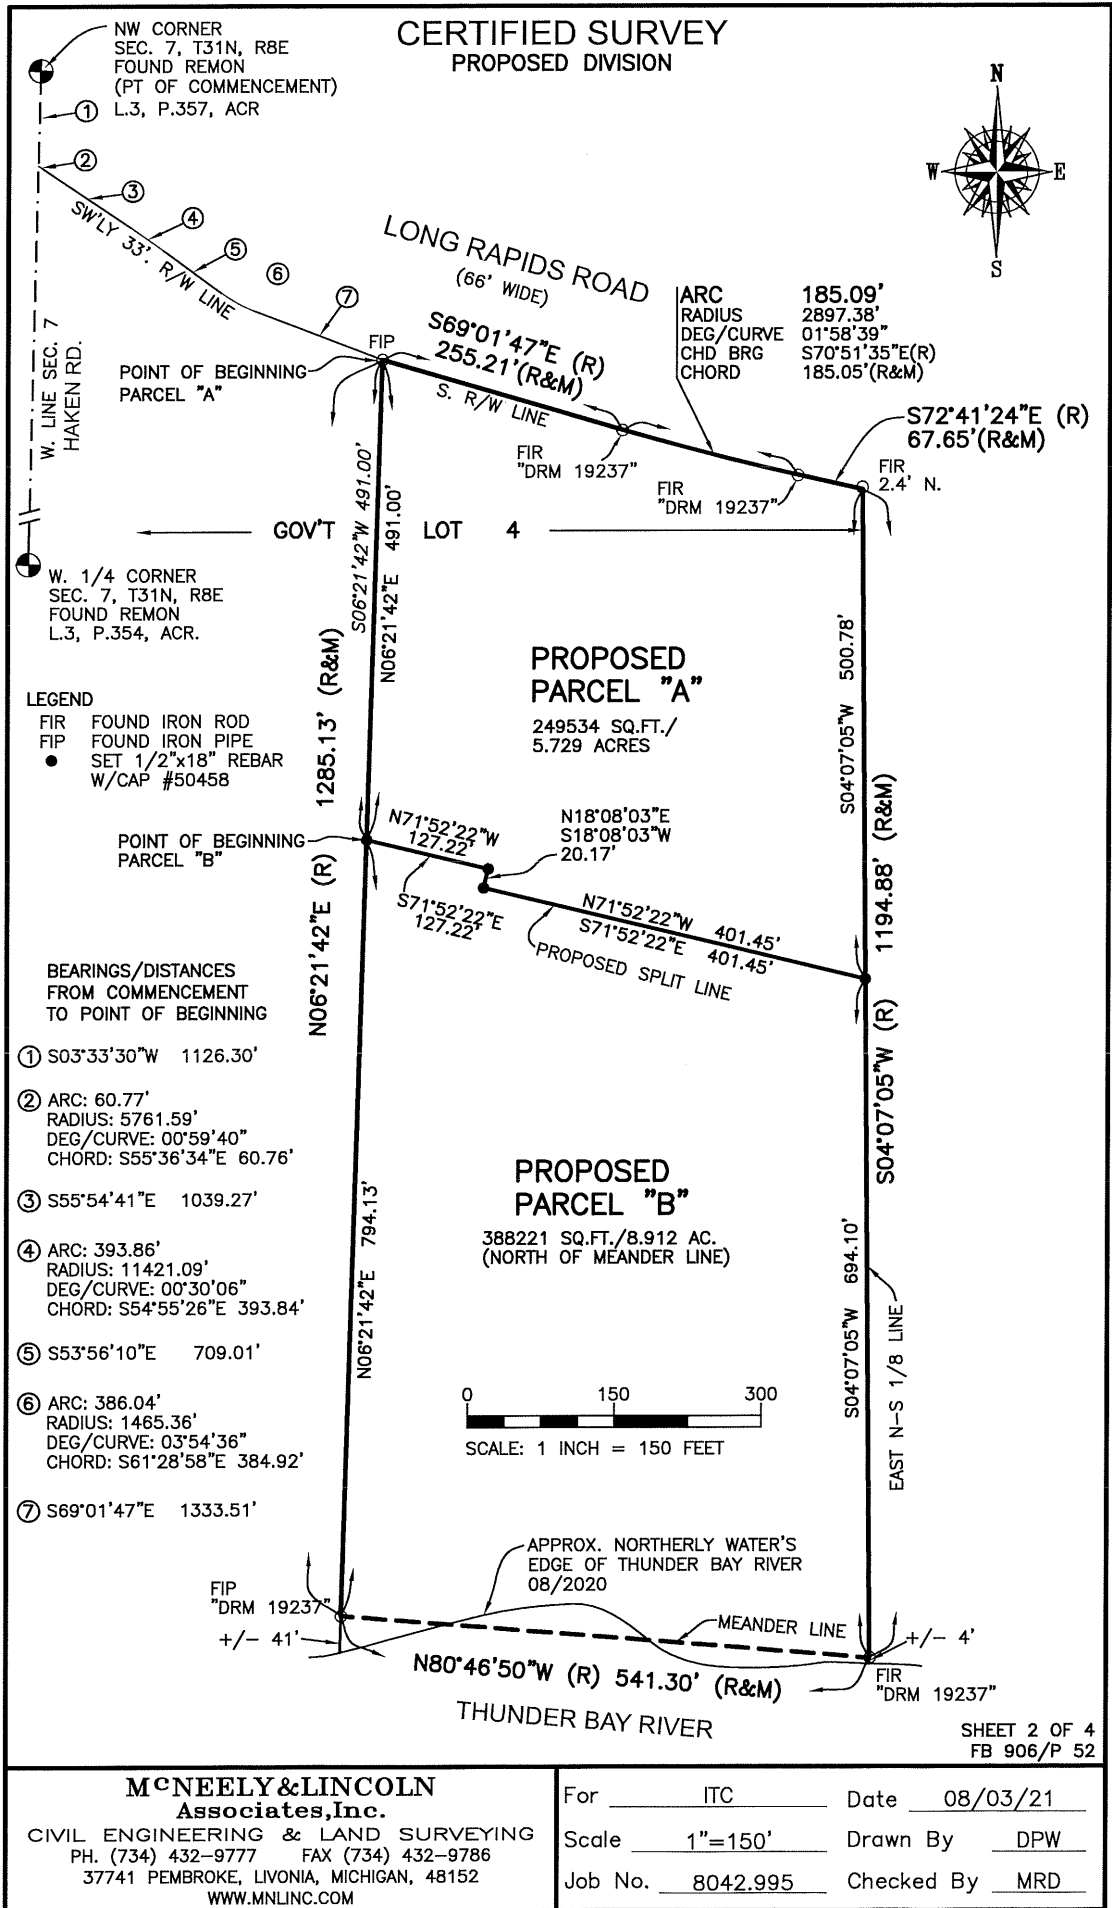 CERTIFIED SURVEY
PROPOSED DIVISION
NW CORNER
SEC. 7, T31N, R8E
FOUND REMON
(PT OF COMMENCEMENT)
L.3, P.357, ACR
1
2
3
4
5
6
7
SW'LY 33'. R/W LINE
W. LINE SEC. 7
HAKEN RD.
N
W
E
S
LONG RAPIDS ROAD
(66' WIDE)
S69°01'47"E (R)
255.21'(R&M)
S. R/W LINE
ARC 185.09'
RADIUS 2897.38'
DEG/CURVE 01°58'39"
CHD BRG S70°51'35"E(R)
CHORD 185.05'(R&M)
S72°41'24"E (R)
67.65'(R&M)
FIP
POINT OF BEGINNING
PARCEL "A"
FIR
"DRM 19237"
FIR
"DRM 19237"
FIR
2.4' N.
GOV'T LOT 4
W. 1/4 CORNER
SEC. 7, T31N, R8E
FOUND REMON
L.3, P.354, ACR.
S06°21'42"W 491.00'
N06°21'42"E 491.00'
N06°21'42"E (R) 1285.13' (R&M)
PROPOSED
PARCEL "A"
249534 SQ.FT./
5.729 ACRES
S04°07'05"W 500.78'
S04°07'05"W (R) 1194.88' (R&M)
LEGEND
FIR FOUND IRON ROD
FIP FOUND IRON PIPE
● SET 1/2"x18" REBAR
W/CAP #50458
POINT OF BEGINNING
PARCEL "B"
N71°52'22"W
127.22'
S71°52'22"E
127.22'
N18°08'03"E
S18°08'03"W
20.17'
N71°52'22"W 401.45'
S71°52'22"E 401.45'
PROPOSED SPLIT LINE
BEARINGS/DISTANCES
FROM COMMENCEMENT
TO POINT OF BEGINNING
1 S03°33'30"W 1126.30'
2 ARC: 60.77'
RADIUS: 5761.59'
DEG/CURVE: 00°59'40"
CHORD: S55°36'34"E 60.76'
3 S55°54'41"E 1039.27'
4 ARC: 393.86'
RADIUS: 11421.09'
DEG/CURVE: 00°30'06"
CHORD: S54°55'26"E 393.84'
5 S53°56'10"E 709.01'
6 ARC: 386.04'
RADIUS: 1465.36'
DEG/CURVE: 03°54'36"
CHORD: S61°28'58"E 384.92'
7 S69°01'47"E 1333.51'
N06°21'42"E 794.13'
PROPOSED
PARCEL "B"
388221 SQ.FT./8.912 AC.
(NORTH OF MEANDER LINE)
S04°07'05"W 694.10'
EAST N-S 1/8 LINE
0 150 300
SCALE: 1 INCH = 150 FEET
APPROX. NORTHERLY WATER'S
EDGE OF THUNDER BAY RIVER
08/2020
FIP
"DRM 19237"
+/- 41'
MEANDER LINE
+/- 4'
FIR
"DRM 19237"
N80°46'50"W (R) 541.30' (R&M)
THUNDER BAY RIVER
SHEET 2 OF 4
FB 906/P 52
McNEELY&LINCOLN
Associates,Inc.
CIVIL ENGINEERING & LAND SURVEYING
PH. (734) 432-9777 FAX (734) 432-9786
37741 PEMBROKE, LIVONIA, MICHIGAN, 48152
WWW.MNLINC.COM
For ITC Date 08/03/21
Scale 1"=150' Drawn By DPW
Job No. 8042.995 Checked By MRD